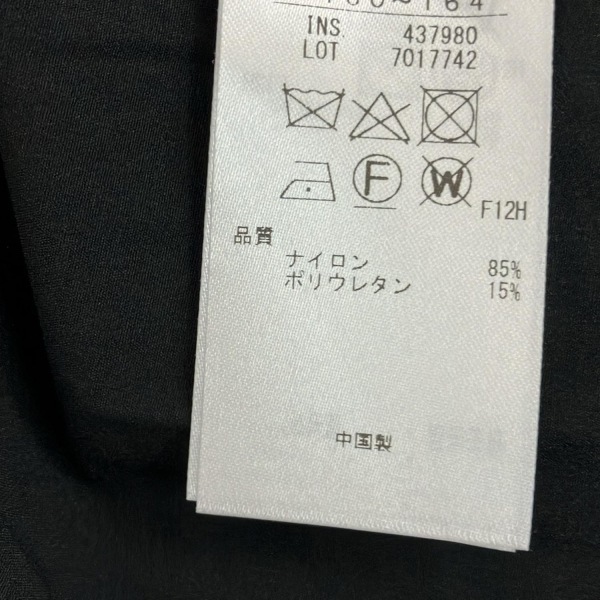 INS 437980
LOT 7017742
F
W
F12H
品質
ナイロン 85%
ポリウレタン 15%
中国製